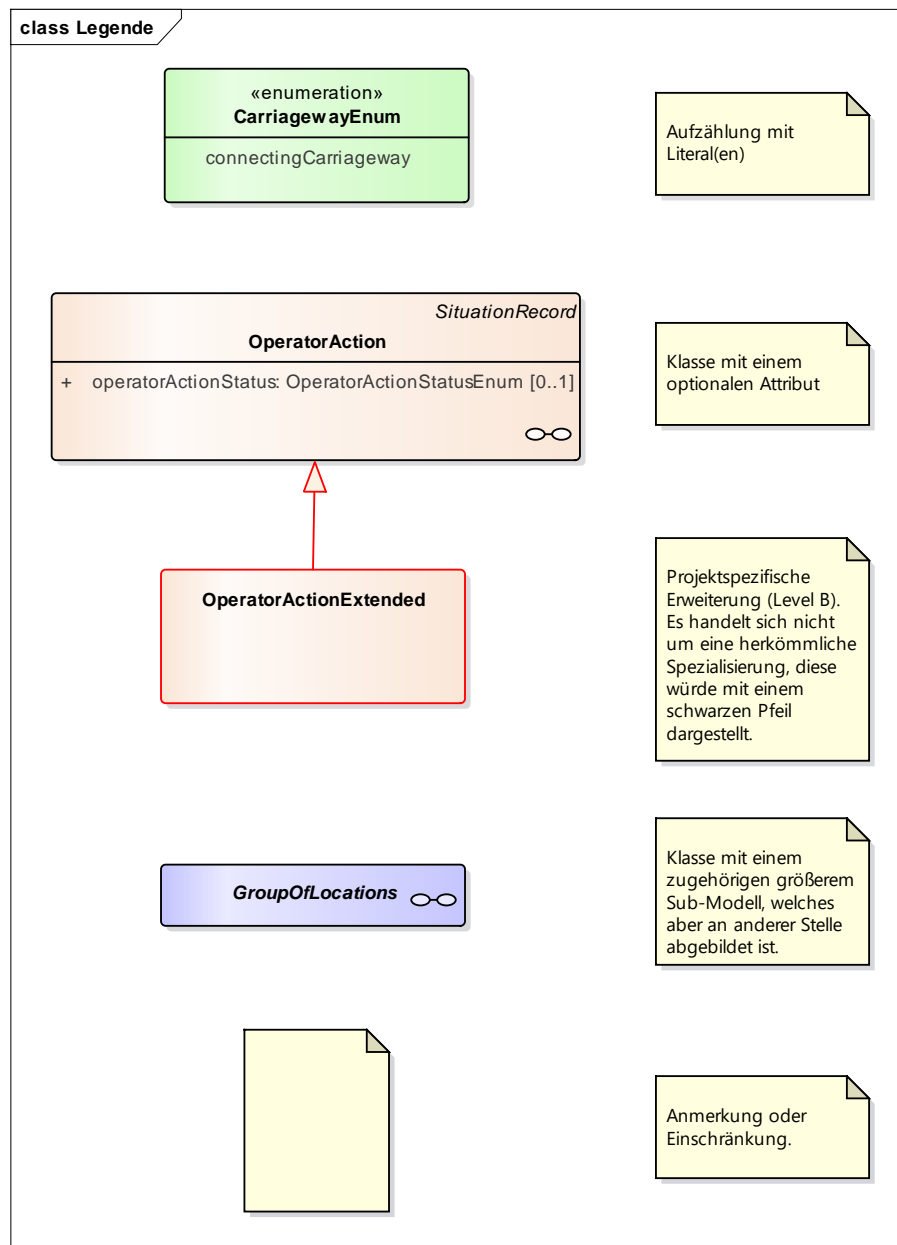 class Legende
«enumeration»
CarriagewayEnum
connectingCarriageway
Aufzählung mit
Literal(en)
SituationRecord
OperatorAction
+ operatorActionStatus: OperatorActionStatusEnum [0..1]
Klasse mit einem
optionalen Attribut
OperatorActionExtended
Projektspezifische
Erweiterung (Level B).
Es handelt sich nicht
um eine herkömmliche
Spezialisierung, diese
würde mit einem
schwarzen Pfeil
dargestellt.
GroupOfLocations
Klasse mit einem
zugehörigen größerem
Sub-Modell, welches
aber an anderer Stelle
abgebildet ist.
Anmerkung oder
Einschränkung.